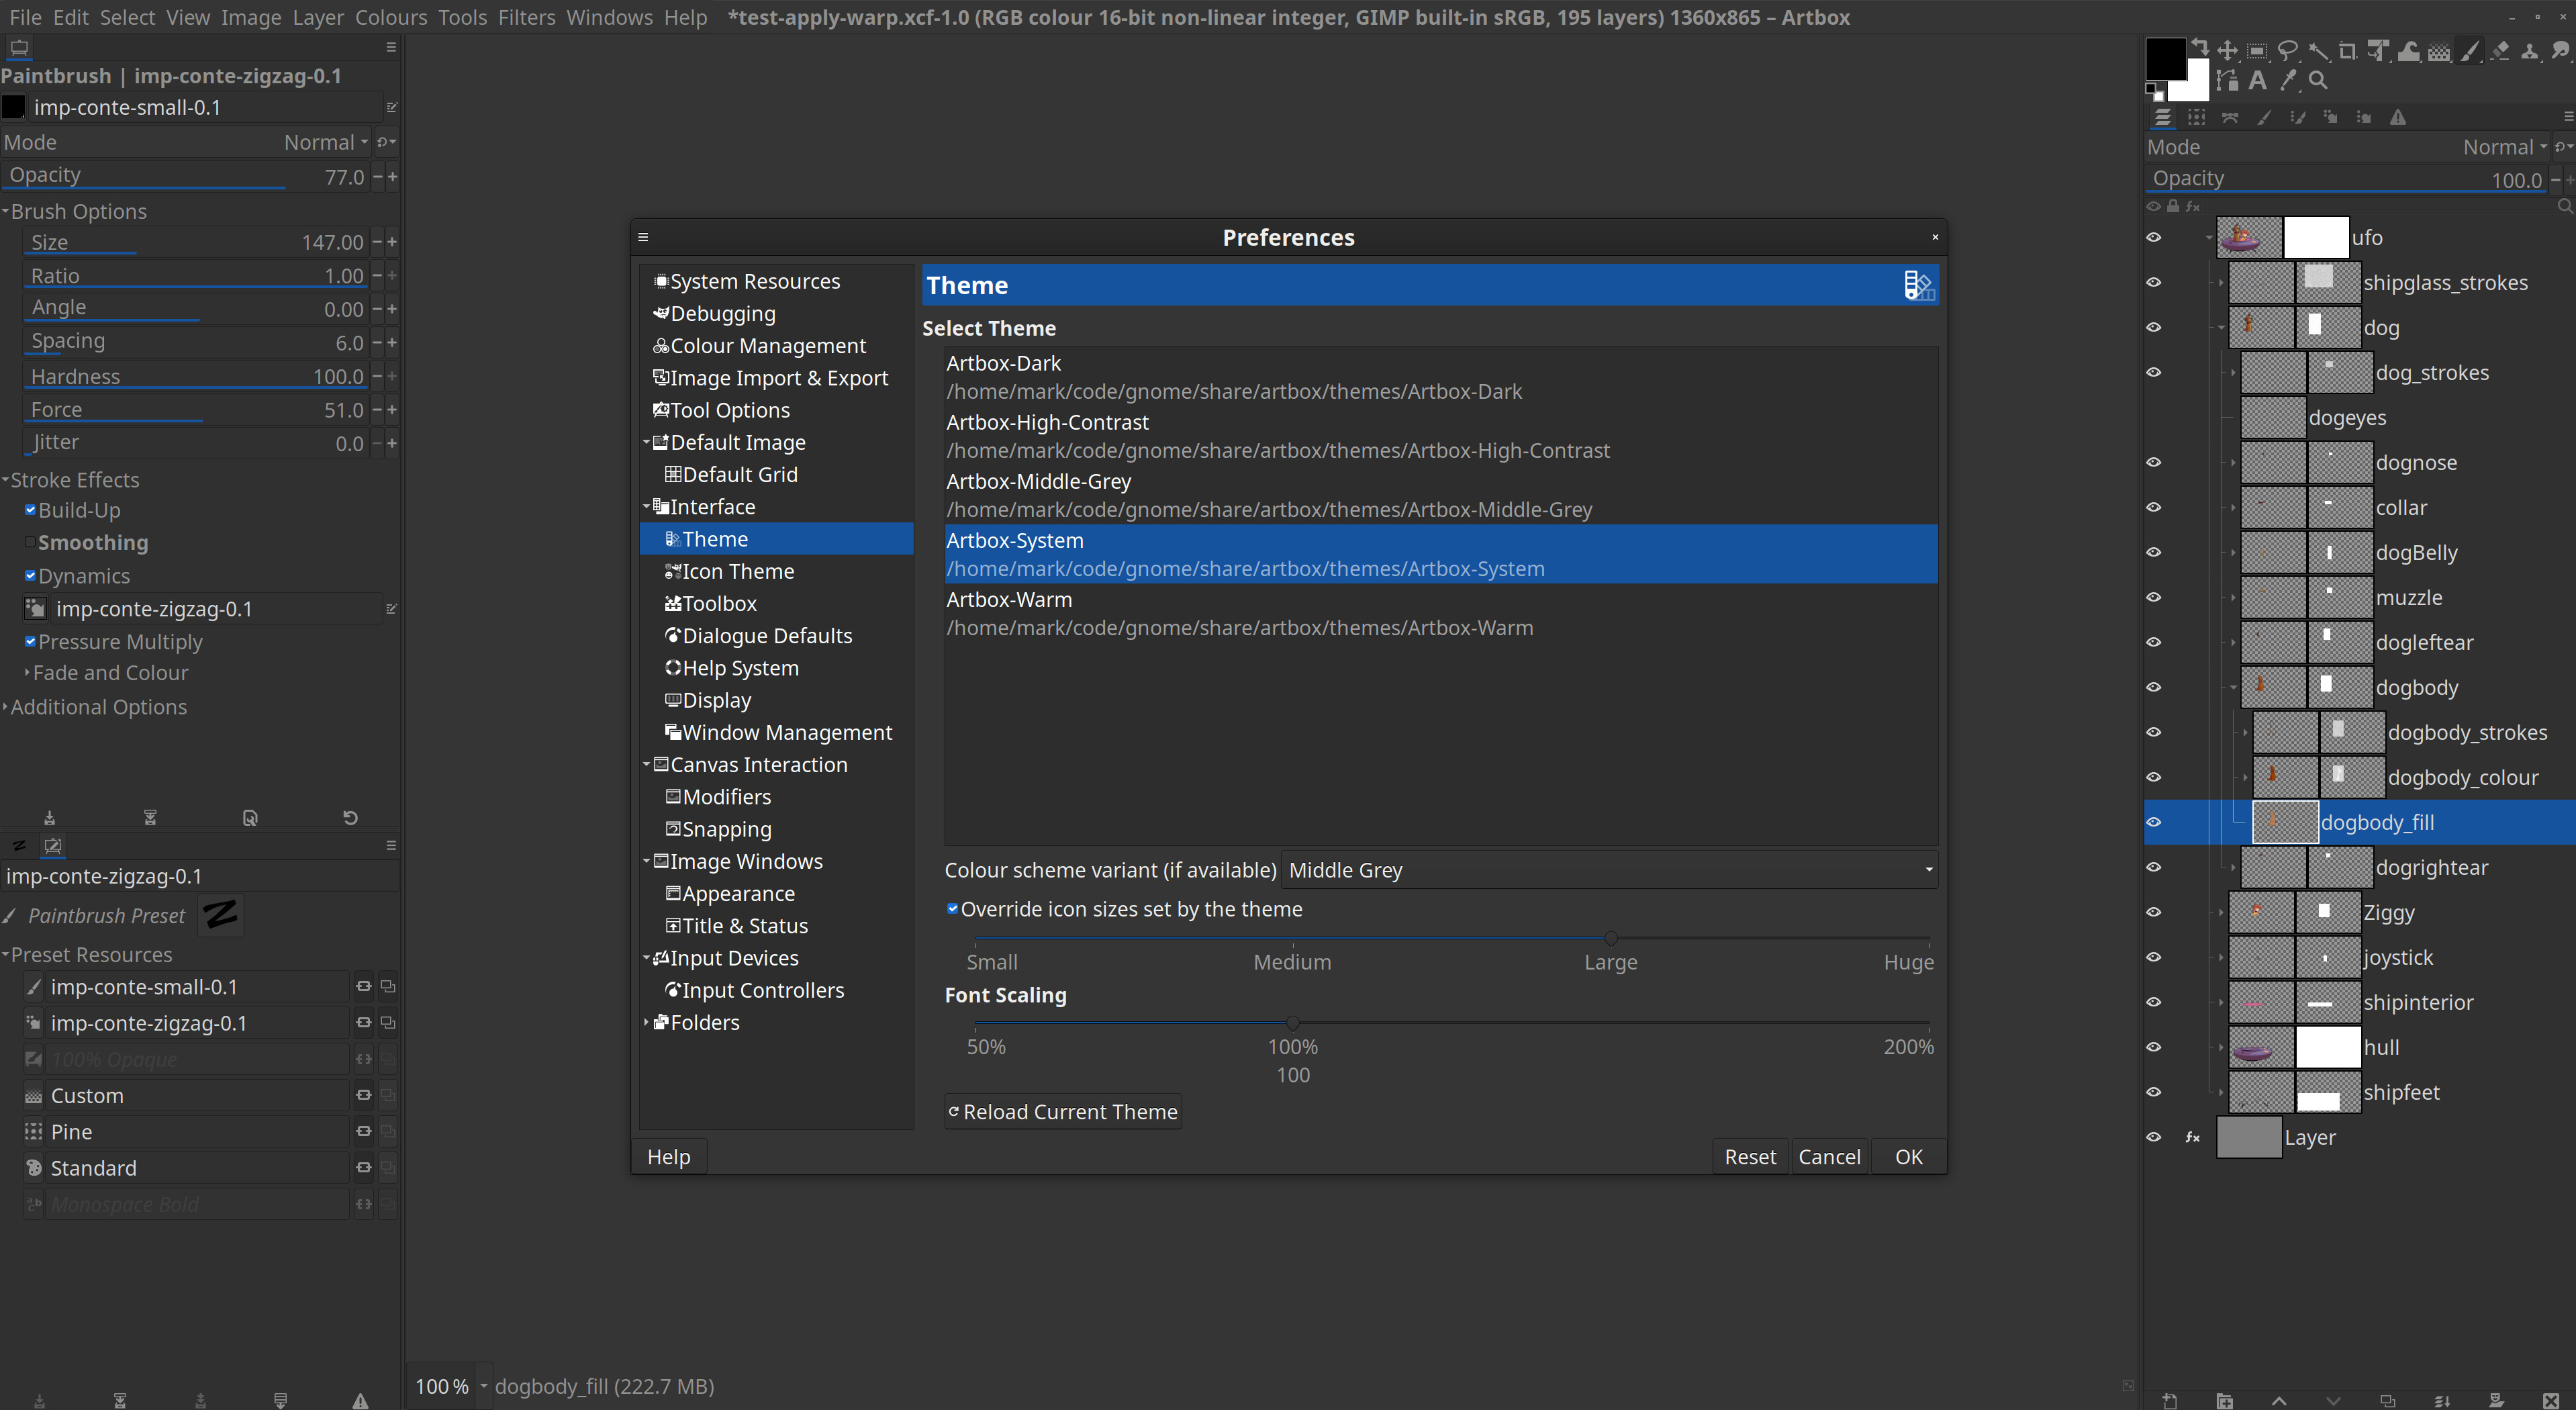 File Edit Select View Image Layer Colours Tools Filters Windows Help *test-apply-warp.xcf-1.0 (RGB colour 16-bit non-linear integer, GIMP built-in sRGB, 195 layers) 1360x865 – Artbox
Paintbrush | imp-conte-zigzag-0.1
imp-conte-small-0.1
Mode Normal
Opacity 77.0
Brush Options
Size 147.00
Ratio 1.00
Angle 0.00
Spacing 6.0
Hardness 100.0
Force 51.0
Jitter 0.0
Stroke Effects
Build-Up
Smoothing
Dynamics
imp-conte-zigzag-0.1
Pressure Multiply
Fade and Colour
Additional Options
imp-conte-zigzag-0.1
Paintbrush Preset
Preset Resources
imp-conte-small-0.1
imp-conte-zigzag-0.1
100% Opaque
Custom
Pine
Standard
Monospace Bold
Preferences
System Resources
Debugging
Colour Management
Image Import & Export
Tool Options
Default Image
Default Grid
Interface
Theme
Icon Theme
Toolbox
Dialogue Defaults
Help System
Display
Window Management
Canvas Interaction
Modifiers
Snapping
Image Windows
Appearance
Title & Status
Input Devices
Input Controllers
Folders
Theme
Select Theme
Artbox-Dark
/home/mark/code/gnome/share/artbox/themes/Artbox-Dark
Artbox-High-Contrast
/home/mark/code/gnome/share/artbox/themes/Artbox-High-Contrast
Artbox-Middle-Grey
/home/mark/code/gnome/share/artbox/themes/Artbox-Middle-Grey
Artbox-System
/home/mark/code/gnome/share/artbox/themes/Artbox-System
Artbox-Warm
/home/mark/code/gnome/share/artbox/themes/Artbox-Warm
Colour scheme variant (if available) Middle Grey
Override icon sizes set by the theme
Small Medium Large Huge
Font Scaling
50% 100% 200%
100
Reload Current Theme
Help Reset Cancel OK
100 % dogbody_fill (222.7 MB)
Mode Normal
Opacity 100.0
fx
ufo
shipglass_strokes
dog
dog_strokes
dogeyes
dognose
collar
dogBelly
muzzle
dogleftear
dogbody
dogbody_strokes
dogbody_colour
dogbody_fill
dogrightear
Ziggy
joystick
shipinterior
hull
shipfeet
fx Layer